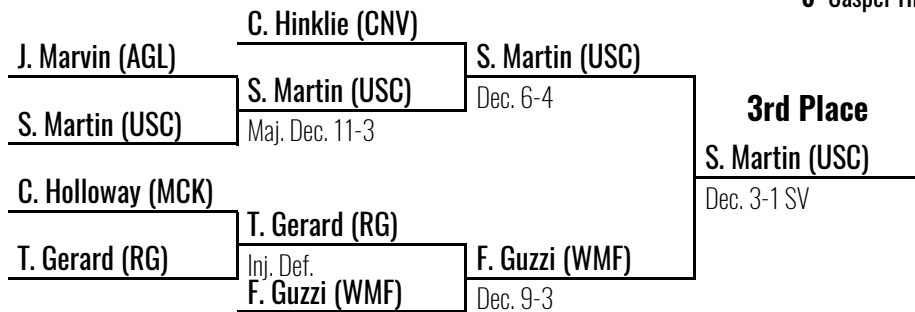 C. Hinklie (CNV)
J. Marvin (AGL)
S. Martin (USC)
S. Martin (USC)
Dec. 6-4
S. Martin (USC)
Maj. Dec. 11-3
3rd Place
S. Martin (USC)
Dec. 3-1 SV
C. Holloway (MCK)
T. Gerard (RG)
Inj. Def.
T. Gerard (RG)
F. Guzzi (WMF)
F. Guzzi (WMF)
Dec. 9-3